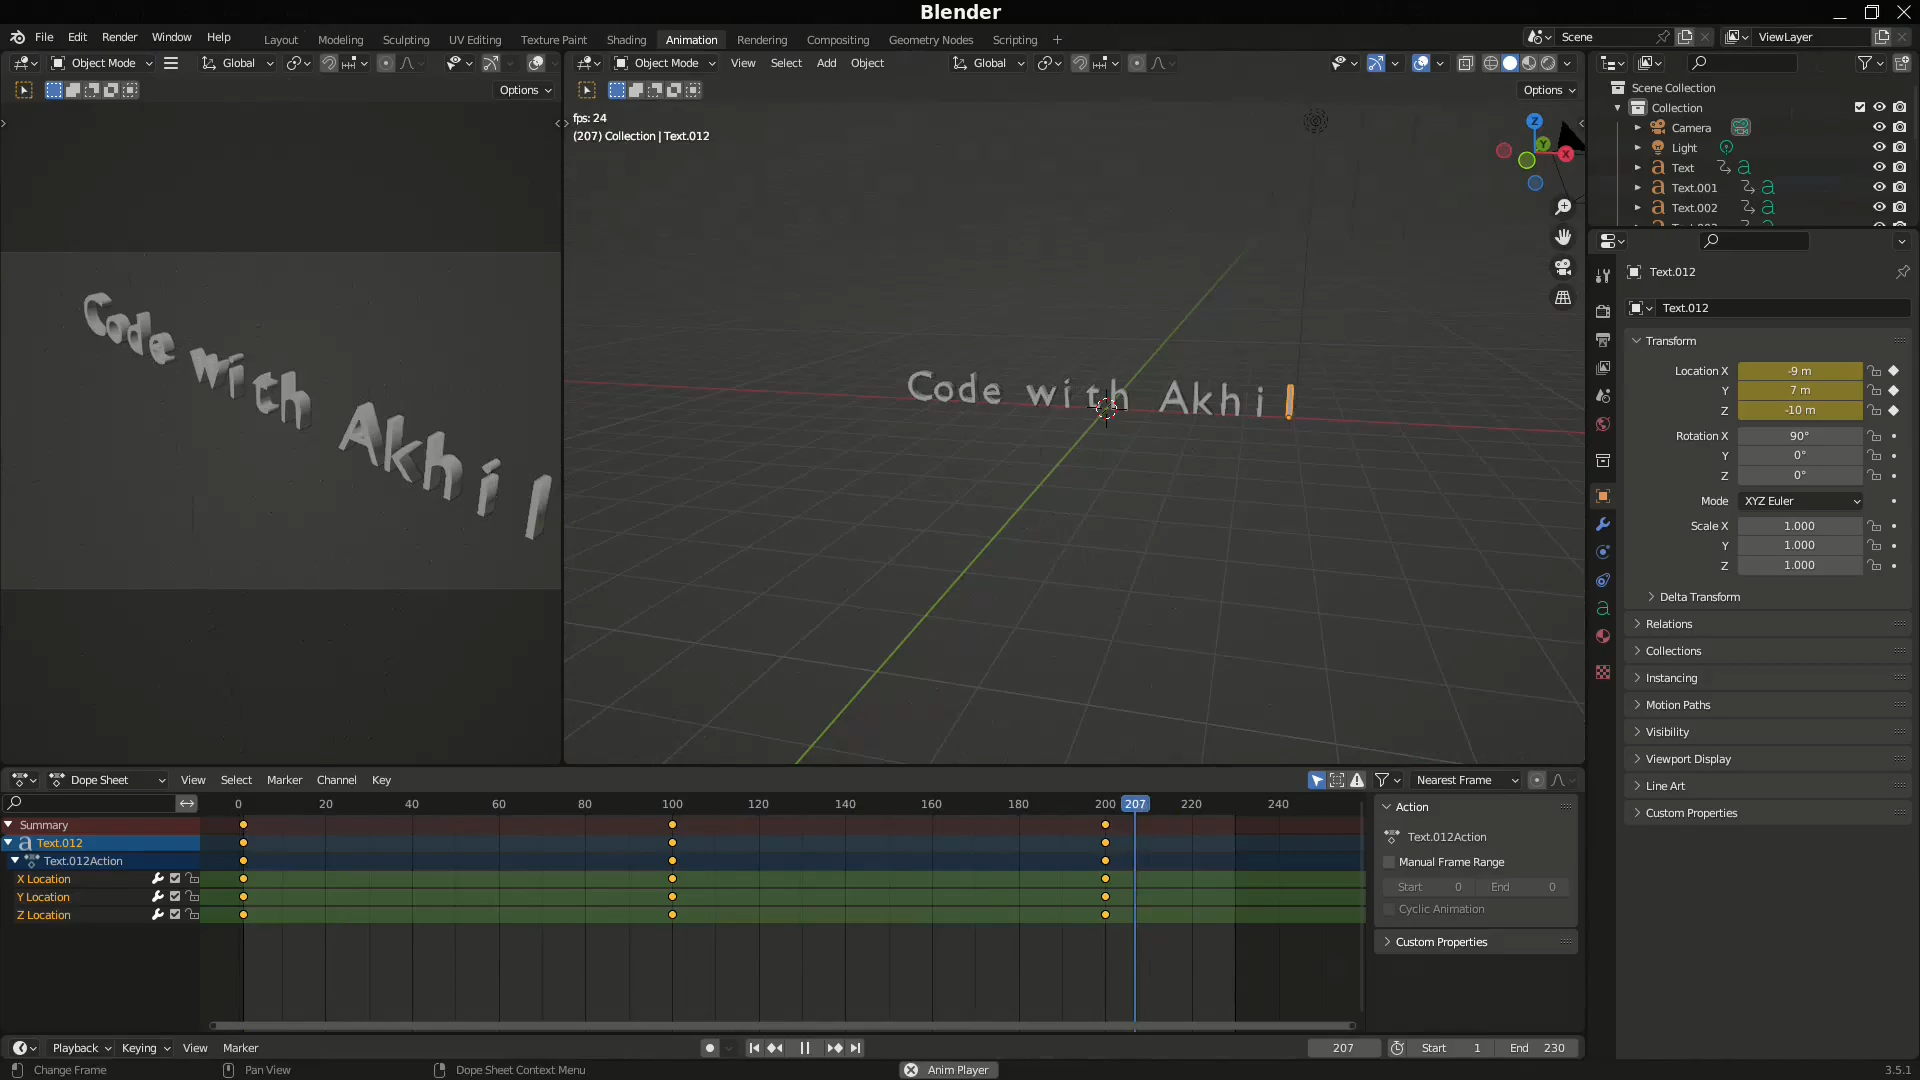 Blender
File Edit Render Window Help
Layout Modeling Sculpting UV Editing Texture Paint Shading Animation Rendering Compositing Geometry Nodes Scripting +
Scene
ViewLayer
Object Mode
Global
Object Mode View Select Add Object
Global
Options
Options
fps: 24
(207) Collection | Text.012
Z
Y
X
Code with Akhil
Code with Akhil
Scene Collection
Collection
Camera
Light
Text
Text.001
Text.002
Text.012
Text.012
Transform
Location X -9 m
Y 7 m
Z -10 m
Rotation X 90°
Y 0°
Z 0°
Mode XYZ Euler
Scale X 1.000
Y 1.000
Z 1.000
Delta Transform
Relations
Collections
Instancing
Motion Paths
Visibility
Viewport Display
Line Art
Custom Properties
Dope Sheet View Select Marker Channel Key
Nearest Frame
0 20 40 60 80 100 120 140 160 180 200 207 220 240
Summary
Text.012
Text.012Action
X Location
Y Location
Z Location
Action
Text.012Action
Manual Frame Range
Start 0 End 0
Cyclic Animation
Custom Properties
Playback Keying View Marker
207
Start 1 End 230
Change Frame
Pan View
Dope Sheet Context Menu
Anim Player
3.5.1